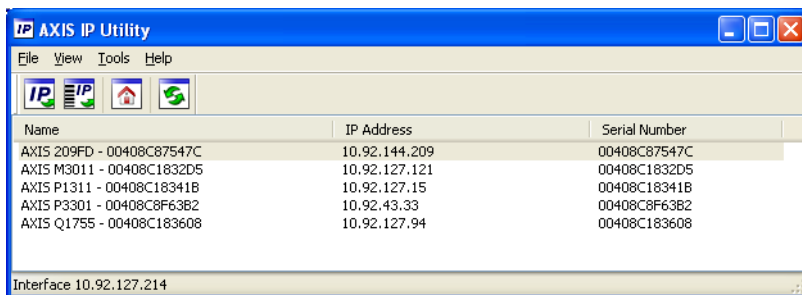 IP AXIS IP Utility
File View Tools Help
IP IP
Name IP Address Serial Number
AXIS 209FD - 00408C87547C 10.92.144.209 00408C87547C
AXIS M3011 - 00408C1832D5 10.92.127.121 00408C1832D5
AXIS P1311 - 00408C18341B 10.92.127.15 00408C18341B
AXIS P3301 - 00408C8F63B2 10.92.43.33 00408C8F63B2
AXIS Q1755 - 00408C183608 10.92.127.94 00408C183608
Interface 10.92.127.214